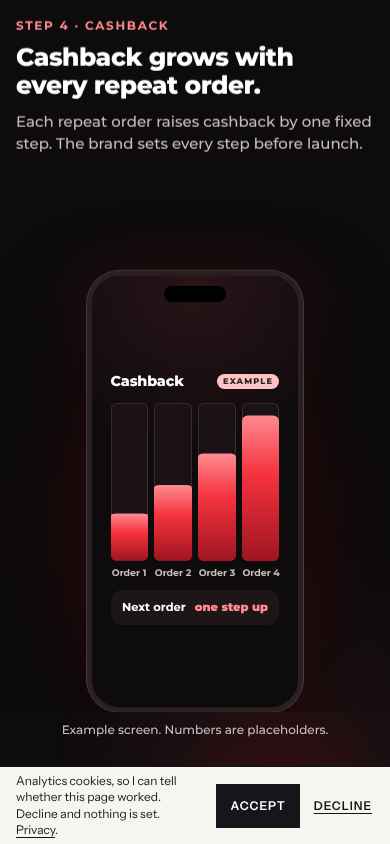 STEP 4 · CASHBACK
Cashback grows with
every repeat order.
Each repeat order raises cashback by one fixed
step. The brand sets every step before launch.
Cashback
EXAMPLE
Order 1 Order 2 Order 3 Order 4
Next order one step up
Example screen. Numbers are placeholders.
Analytics cookies, so I can tell
whether this page worked.
Decline and nothing is set.
Privacy.
ACCEPT
DECLINE